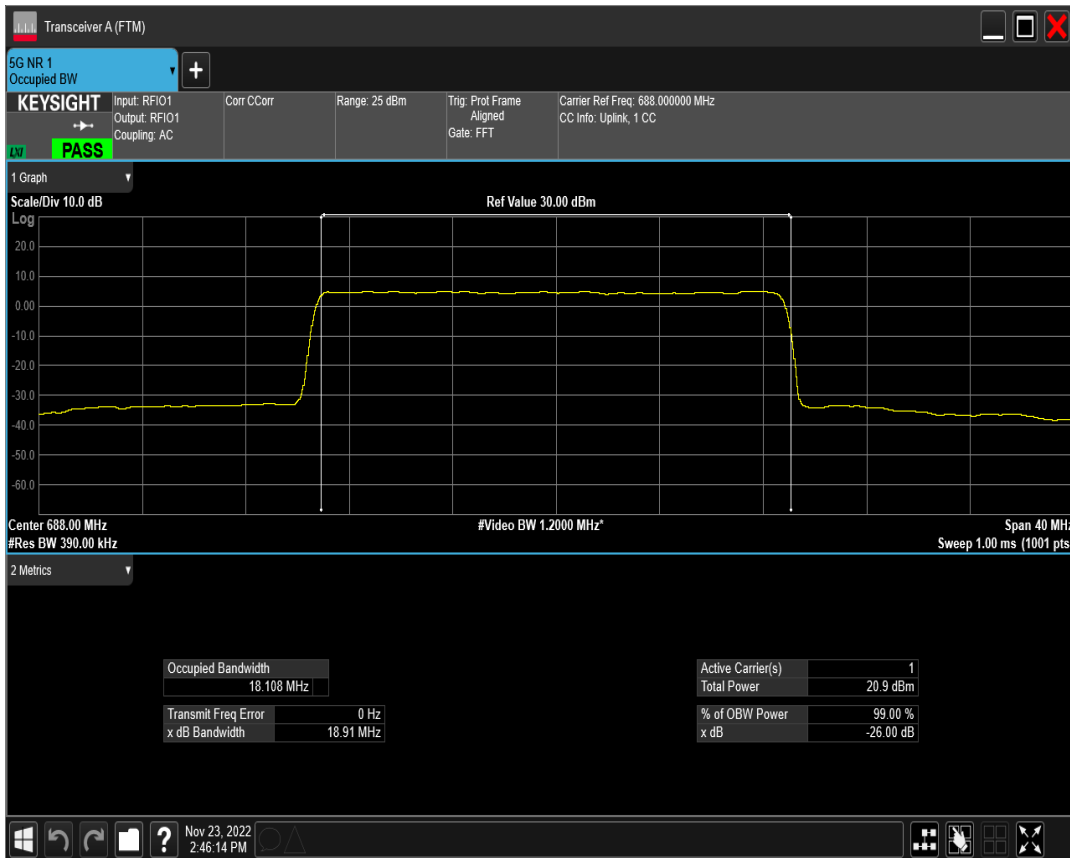 Transceiver A (FTM)
5G NR 1
Occupied BW
+
KEYSIGHT
LXI
PASS
Input: RFIO1
Output: RFIO1
Coupling: AC
Corr CCorr
Range: 25 dBm
Trig: Prot Frame
Aligned
Gate: FFT
Carrier Ref Freq: 688.000000 MHz
CC Info: Uplink, 1 CC
1 Graph
Scale/Div 10.0 dB
Ref Value 30.00 dBm
Log
20.0
10.0
0.00
-10.0
-20.0
-30.0
-40.0
-50.0
-60.0
Center 688.00 MHz
#Video BW 1.2000 MHz*
Span 40 MHz
#Res BW 390.00 kHz
Sweep 1.00 ms (1001 pts
2 Metrics
Occupied Bandwidth
18.108 MHz
Transmit Freq Error 0 Hz
x dB Bandwidth 18.91 MHz
Active Carrier(s) 1
Total Power 20.9 dBm
% of OBW Power 99.00 %
x dB -26.00 dB
?
Nov 23, 2022
2:46:14 PM